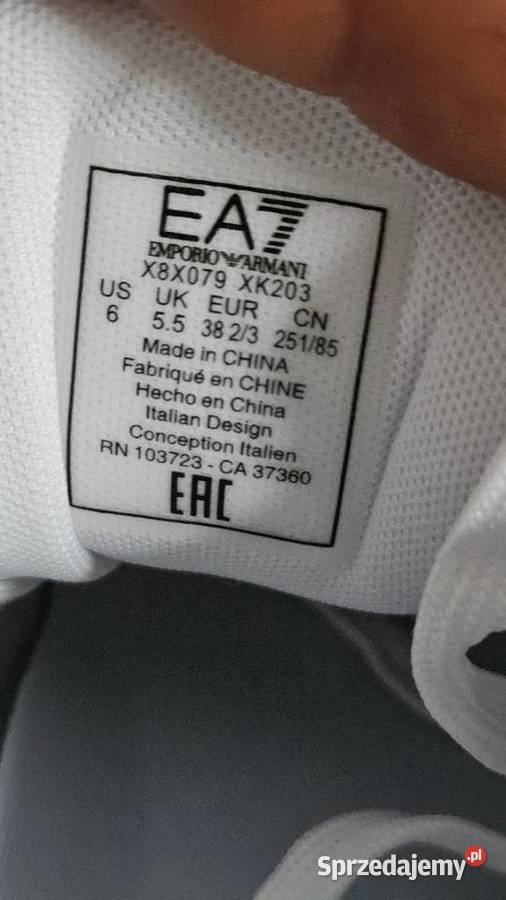 EA7
EMPORIO ARMANI
X8X079 XK203
US UK EUR CN
6 5.5 38 2/3 251/85
Made in CHINA
Fabriqué en CHINE
Hecho en China
Italian Design
Conception Italien
RN 103723 - CA 37360
EAC
Sprzedajemy.pl